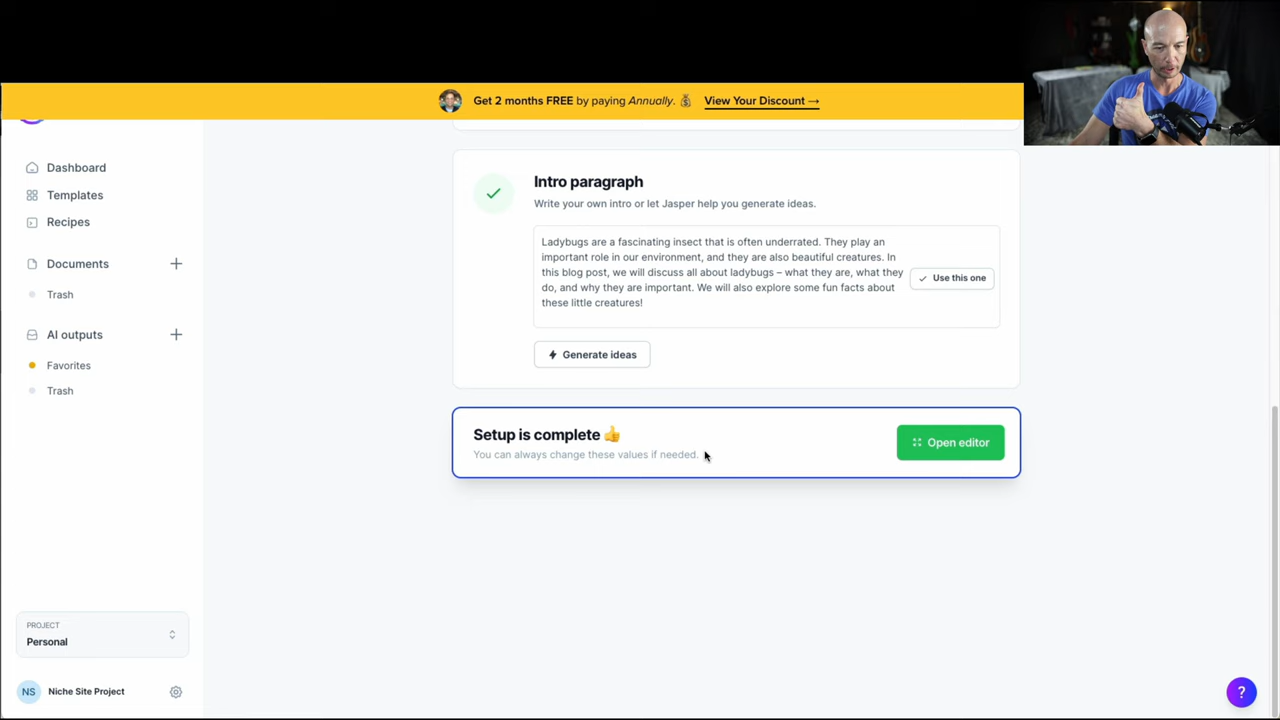 Get 2 months FREE by paying Annually. 💰 View Your Discount →
Dashboard
Templates
Recipes
Documents
Trash
AI outputs
Favorites
Trash
PROJECT
Personal
NS Niche Site Project
Intro paragraph
Write your own intro or let Jasper help you generate ideas.
Ladybugs are a fascinating insect that is often underrated. They play an
important role in our environment, and they are also beautiful creatures. In
this blog post, we will discuss all about ladybugs – what they are, what they
do, and why they are important. We will also explore some fun facts about
these little creatures!
Use this one
Generate ideas
Setup is complete 👍
You can always change these values if needed.
Open editor
?